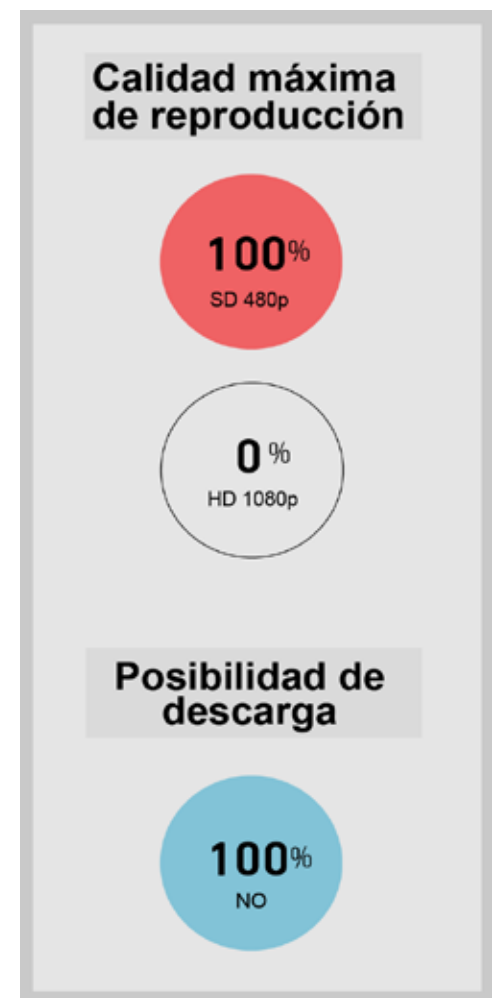 Calidad máxima
de reproducción
100%
SD 480p
0 %
HD 1080p
Posibilidad de
descarga
100%
NO